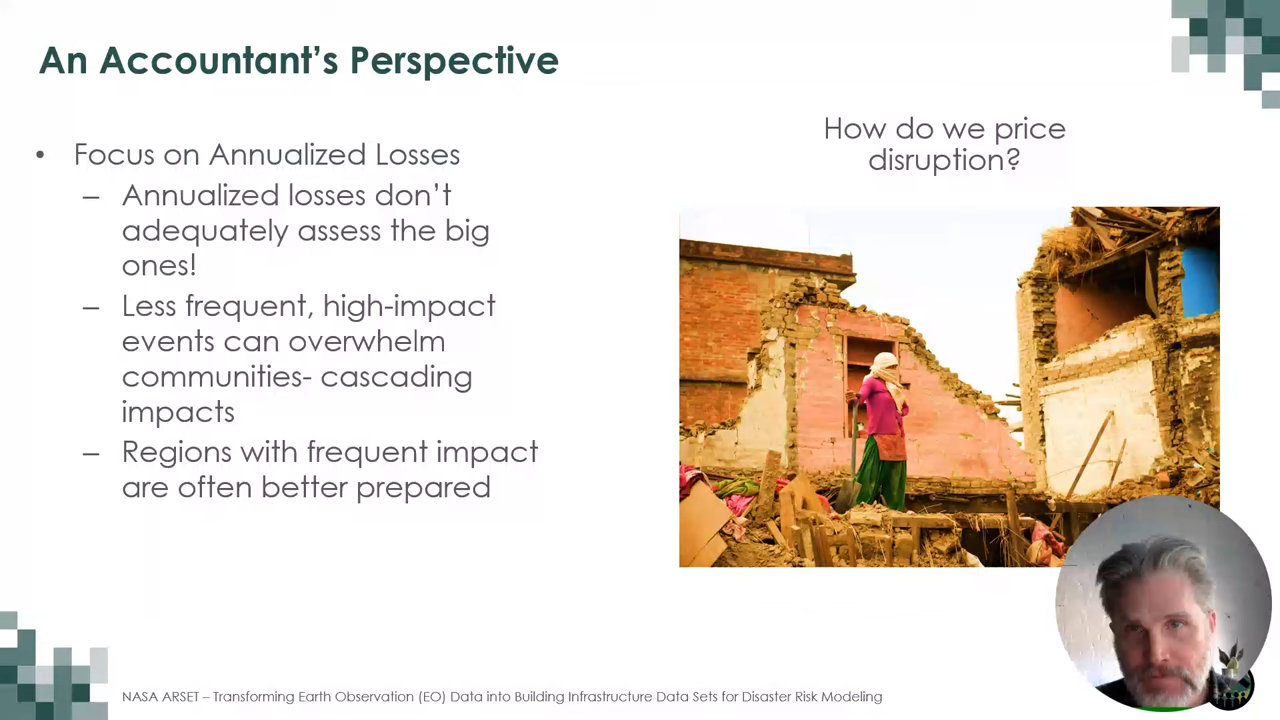 An Accountant's Perspective
• Focus on Annualized Losses
– Annualized losses don't
adequately assess the big
ones!
– Less frequent, high-impact
events can overwhelm
communities- cascading
impacts
– Regions with frequent impact
are often better prepared
How do we price
disruption?
NASA ARSET – Transforming Earth Observation (EO) Data into Building Infrastructure Data Sets for Disaster Risk Modeling